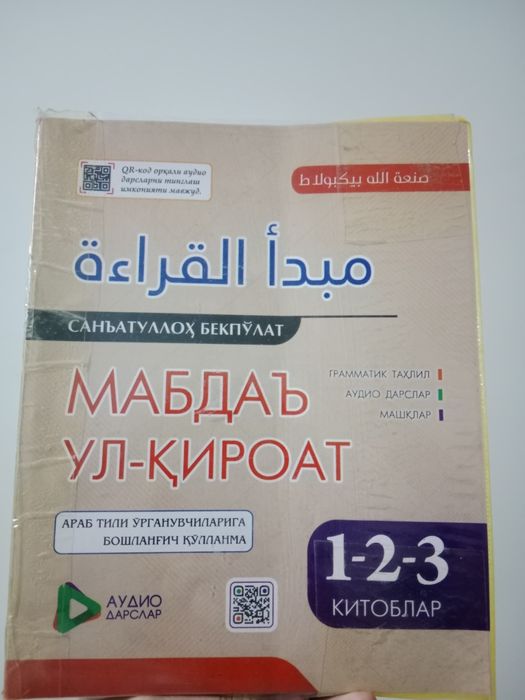 QR-код орқали аудио
дарсларни тинглаш
имконияти мавжуд.
صنعة الله بيكبولاط
مبدأ القراءة
САНЪАТУЛЛОҲ БЕКПЎЛАТ
МАБДАЪ
УЛ-ҚИРОАТ
ГРАММАТИК ТАҲЛИЛ
АУДИО ДАРСЛАР
МАШҚЛАР
АРАБ ТИЛИ ЎРГАНУВЧИЛАРИГА
БОШЛАНҒИЧ ҚЎЛЛАНМА
1-2-3
КИТОБЛАР
АУДИО
ДАРСЛАР